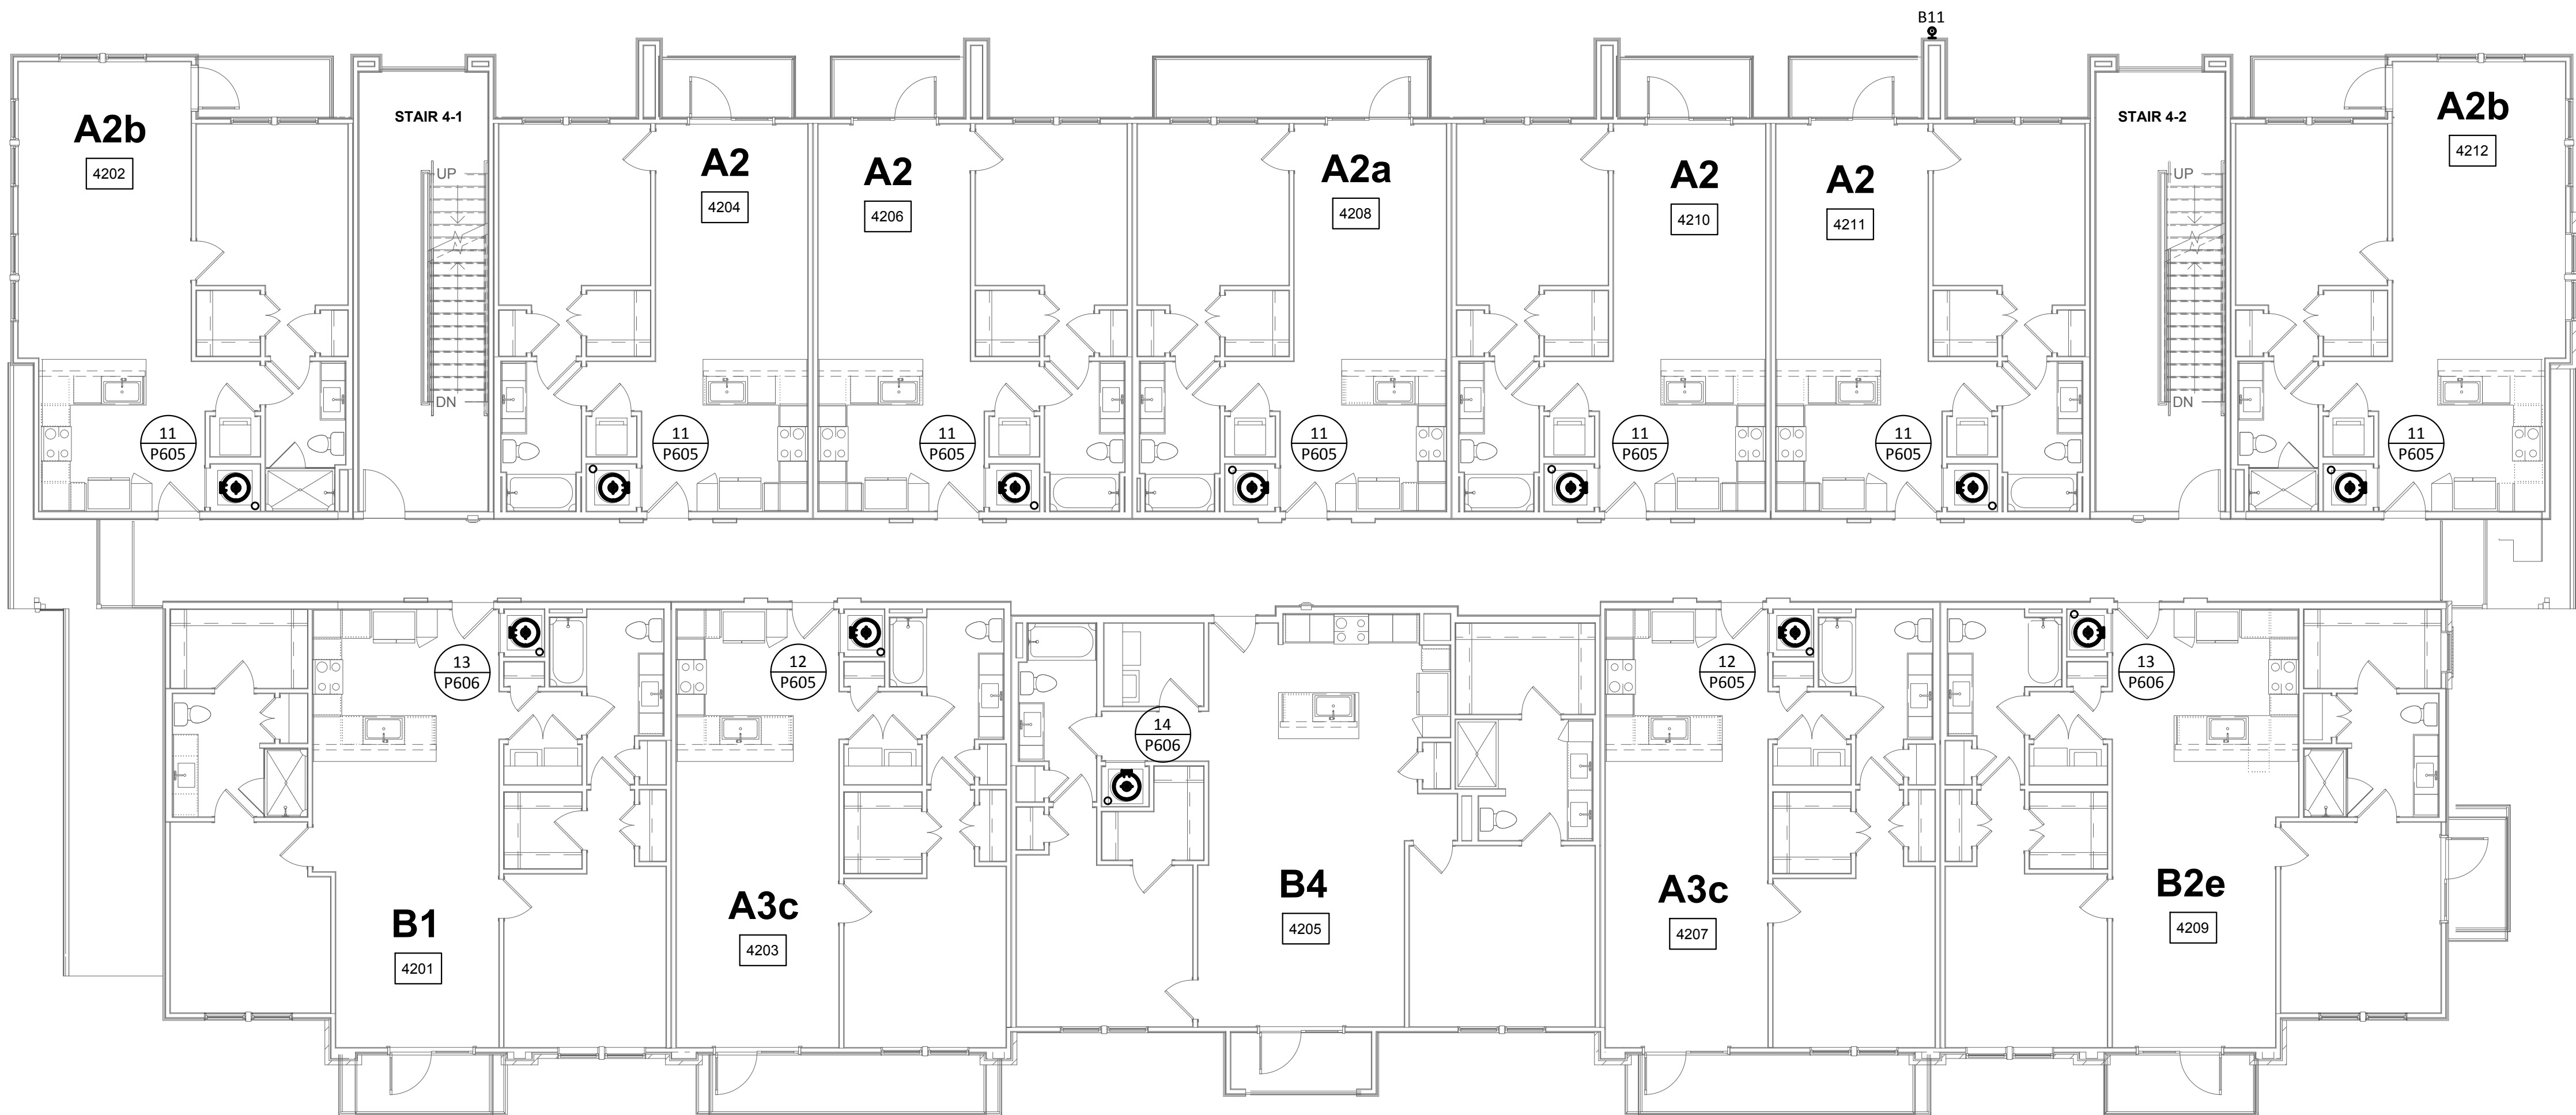 B11
A2b
4202
STAIR 4-1
UP
DN
A2
4204
A2
4206
A2a
4208
A2
4210
A2
4211
STAIR 4-2
UP
DN
A2b
4212
11
P605
11
P605
11
P605
11
P605
11
P605
11
P605
11
P605
13
P606
12
P605
14
P606
12
P605
13
P606
B1
4201
A3c
4203
B4
4205
A3c
4207
B2e
4209